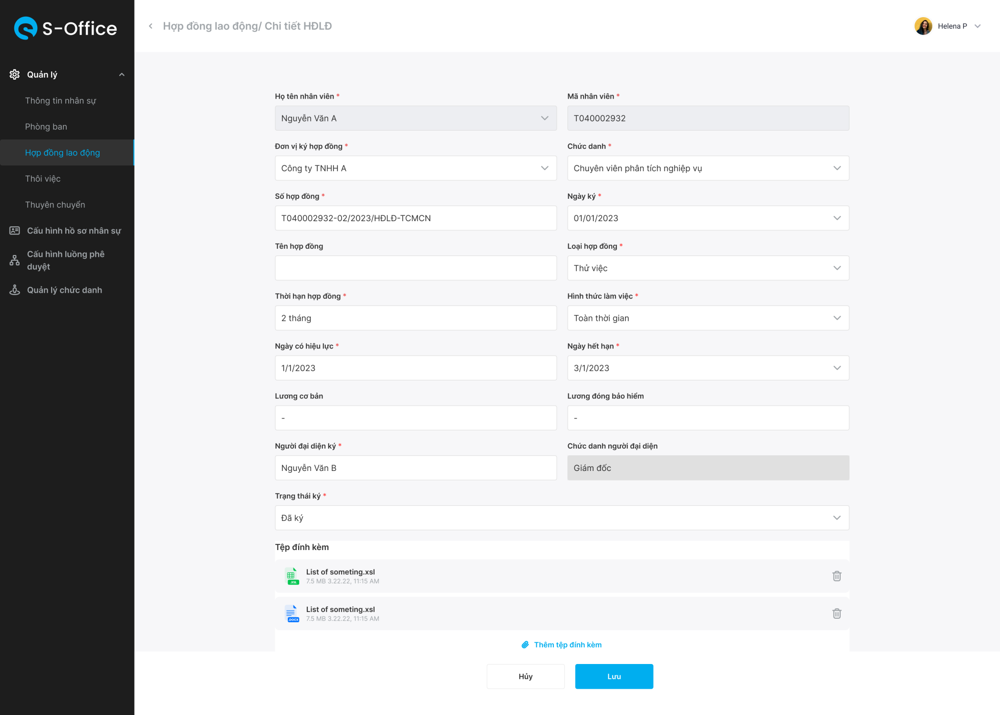 S-Office
Hợp đồng lao động/ Chi tiết HĐLĐ
Helena P
Quản lý
Thông tin nhân sự
Phòng ban
Hợp đồng lao động
Thôi việc
Thuyên chuyển
Cấu hình hồ sơ nhân sự
Cấu hình luồng phê
duyệt
Quản lý chức danh
Họ tên nhân viên *
Nguyễn Văn A
Mã nhân viên *
T040002932
Đơn vị ký hợp đồng *
Công ty TNHH A
Chức danh *
Chuyên viên phân tích nghiệp vụ
Số hợp đồng *
T040002932-02/2023/HĐLĐ-TCMCN
Ngày ký *
01/01/2023
Tên hợp đồng
Loại hợp đồng *
Thử việc
Thời hạn hợp đồng *
2 tháng
Hình thức làm việc *
Toàn thời gian
Ngày có hiệu lực *
1/1/2023
Ngày hết hạn *
3/1/2023
Lương cơ bản
-
Lương đóng bảo hiểm
-
Người đại diện ký *
Nguyễn Văn B
Chức danh người đại diện
Giám đốc
Trạng thái ký *
Đã ký
Tệp đính kèm
.XSL
List of someting.xsl
7.5 MB 3.22.22, 11:15 AM
.DOCX
List of someting.xsl
7.5 MB 3.22.22, 11:15 AM
Thêm tệp đính kèm
Hủy
Lưu